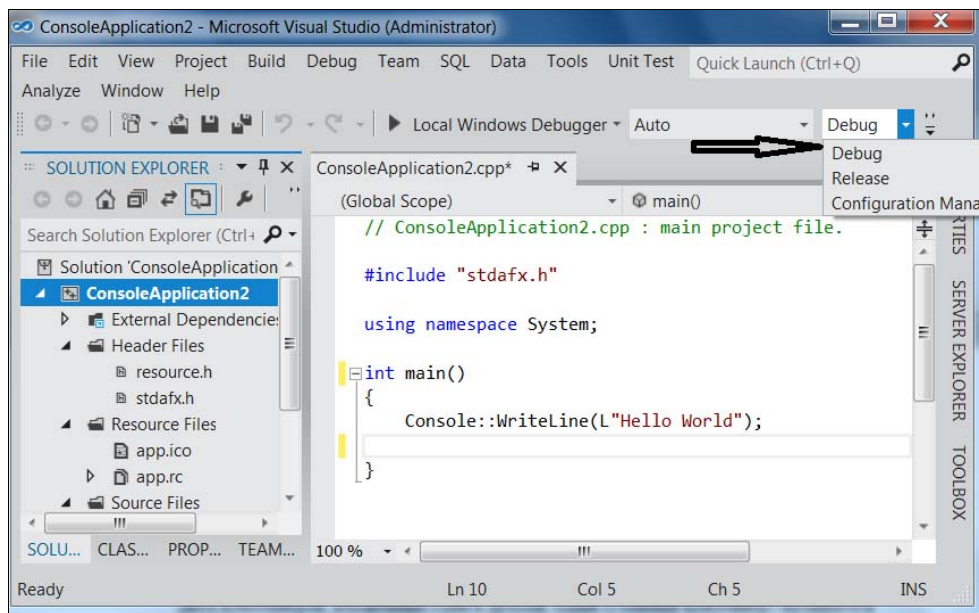 ConsoleApplication2 - Microsoft Visual Studio (Administrator)
File Edit View Project Build Debug Team SQL Data Tools Unit Test Quick Launch (Ctrl+Q)
Analyze Window Help
Local Windows Debugger Auto Debug
Debug
Release
Configuration Mana
SOLUTION EXPLORER
Search Solution Explorer (Ctrl+
Solution 'ConsoleApplication
ConsoleApplication2
External Dependencies
Header Files
resource.h
stdafx.h
Resource Files
app.ico
app.rc
Source Files
SOLU... CLAS... PROP... TEAM...
ConsoleApplication2.cpp*
(Global Scope) main()
// ConsoleApplication2.cpp : main project file.
#include "stdafx.h"
using namespace System;
int main()
{
Console::WriteLine(L"Hello World");
}
100 %
RTIES
SERVER EXPLORER
TOOLBOX
Ready Ln 10 Col 5 Ch 5 INS